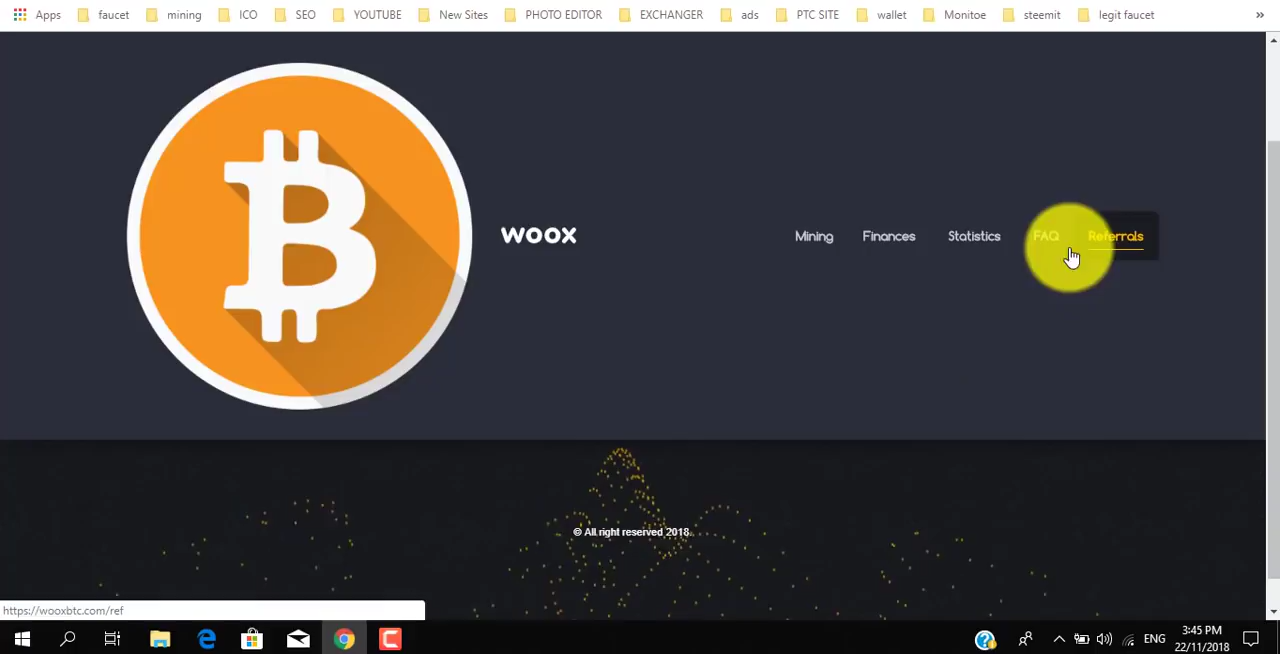 Apps faucet mining ICO SEO YOUTUBE New Sites PHOTO EDITOR EXCHANGER ads PTC SITE wallet Monitoe steemit legit faucet »
WOOX Mining Finances Statistics FAQ Referrals
© All right reserved 2018.
https://wooxbtc.com/ref
ENG 3:45 PM
22/11/2018